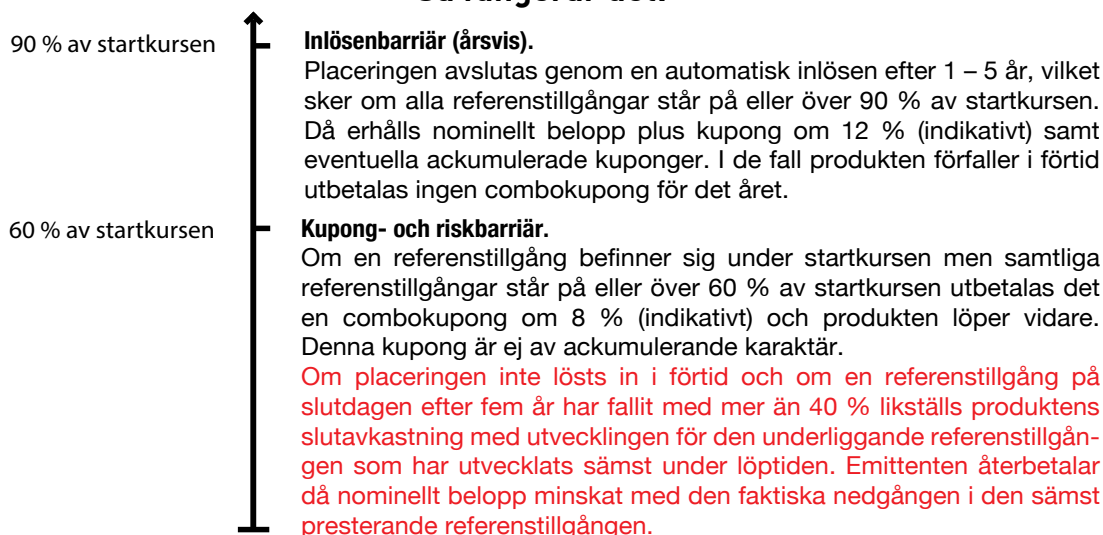 90 % av startkursen
Inlösenbarriär (årsvis).
Placeringen avslutas genom en automatisk inlösen efter 1 – 5 år, vilket
sker om alla referenstillgångar står på eller över 90 % av startkursen.
Då erhålls nominellt belopp plus kupong om 12 % (indikativt) samt
eventuella ackumulerade kuponger. I de fall produkten förfaller i förtid
utbetalas ingen combokupong för det året.
60 % av startkursen
Kupong- och riskbarriär.
Om en referenstillgång befinner sig under startkursen men samtliga
referenstillgångar står på eller över 60 % av startkursen utbetalas det
en combokupong om 8 % (indikativt) och produkten löper vidare.
Denna kupong är ej av ackumulerande karaktär.
Om placeringen inte lösts in i förtid och om en referenstillgång på
slutdagen efter fem år har fallit med mer än 40 % likställs produktens
slutavkastning med utvecklingen för den underliggande referenstillgån-
gen som har utvecklats sämst under löptiden. Emittenten återbetalar
då nominellt belopp minskat med den faktiska nedgången i den sämst
presterande referenstillgången.